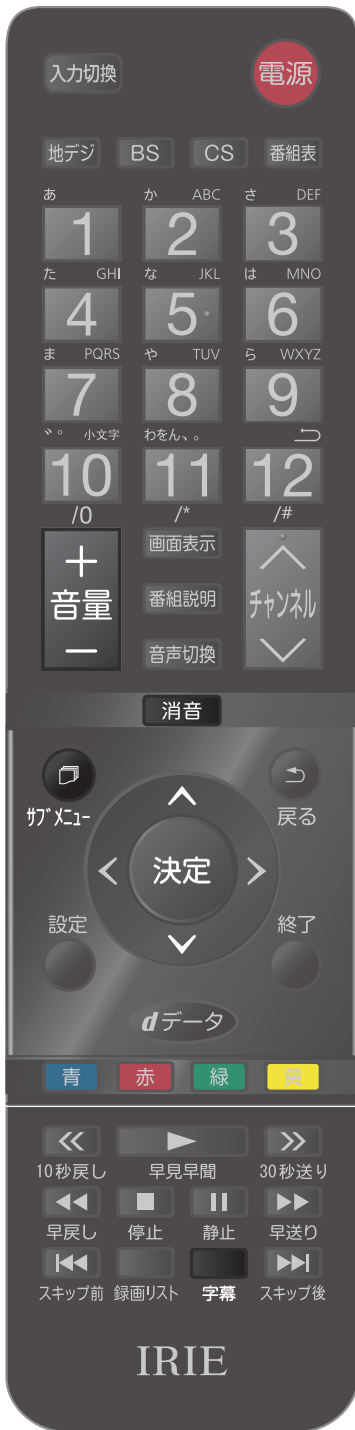 入力切換 電源
地デジ BS CS 番組表
あ か ABC さ DEF
1 2 3
た GHI な JKL は MNO
4 5 6
ま PQRS や TUV ら WXYZ
7 8 9
゛゜ 小文字 わをん、。
10 11 12
/0 /* /#
+ 画面表示
音量 番組説明 チャンネル
− 音声切換
消音
サブメニュー 戻る
決定
設定 終了
dデータ
青 赤 緑 黄
10秒戻し 早見早聞 30秒送り
早戻し 停止 静止 早送り
スキップ前 録画リスト 字幕 スキップ後
IRIE